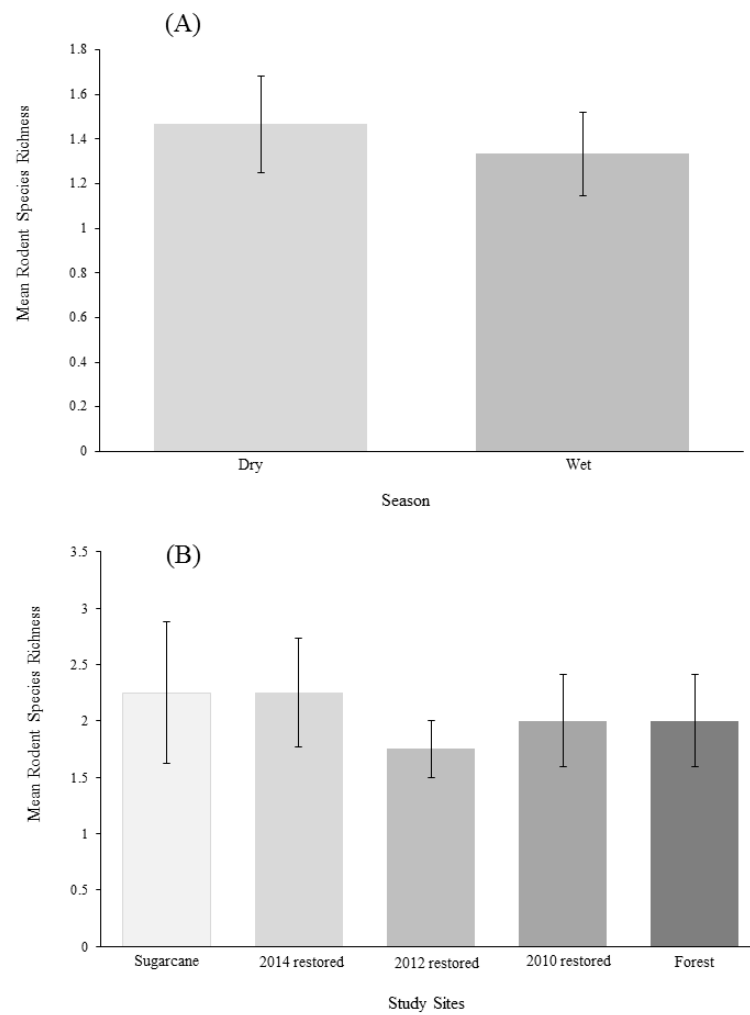 (A)
Mean Rodent Species Richness
1.8
1.6
1.4
1.2
1
0.8
0.6
0.4
0.2
0
Dry Wet
Season
(B)
Mean Rodent Species Richness
3.5
3
2.5
2
1.5
1
0.5
0
Sugarcane 2014 restored 2012 restored 2010 restored Forest
Study Sites